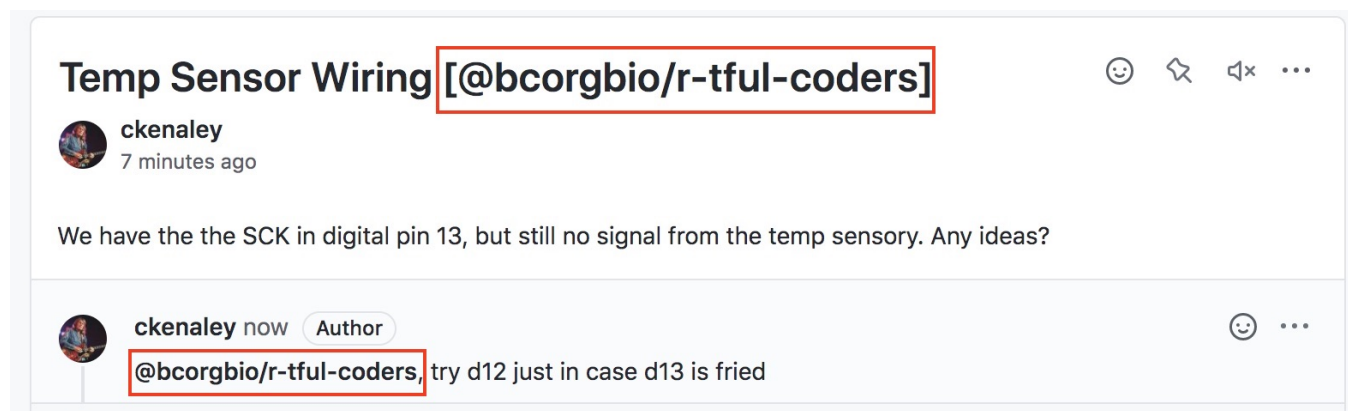 Temp Sensor Wiring [@bcorgbio/r-tful-coders]
ckenaley
7 minutes ago
We have the the SCK in digital pin 13, but still no signal from the temp sensory. Any ideas?
ckenaley now Author
@bcorgbio/r-tful-coders, try d12 just in case d13 is fried